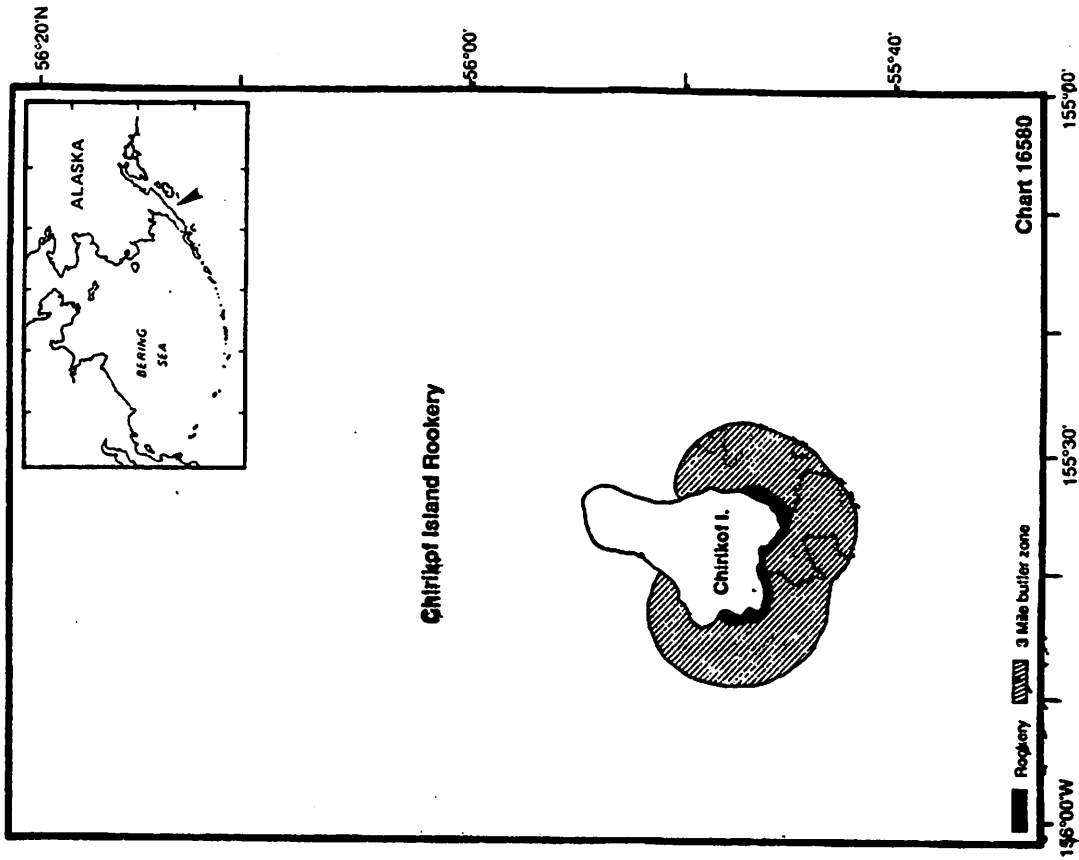 56°20'N
ALASKA
BERING
SEA
Chirikof Island Rookery
56°00'
Chirikof I.
55°40'
Rookery 3 Mile buffer zone
Chart 16580
156°00'W 155°30' 155°00'